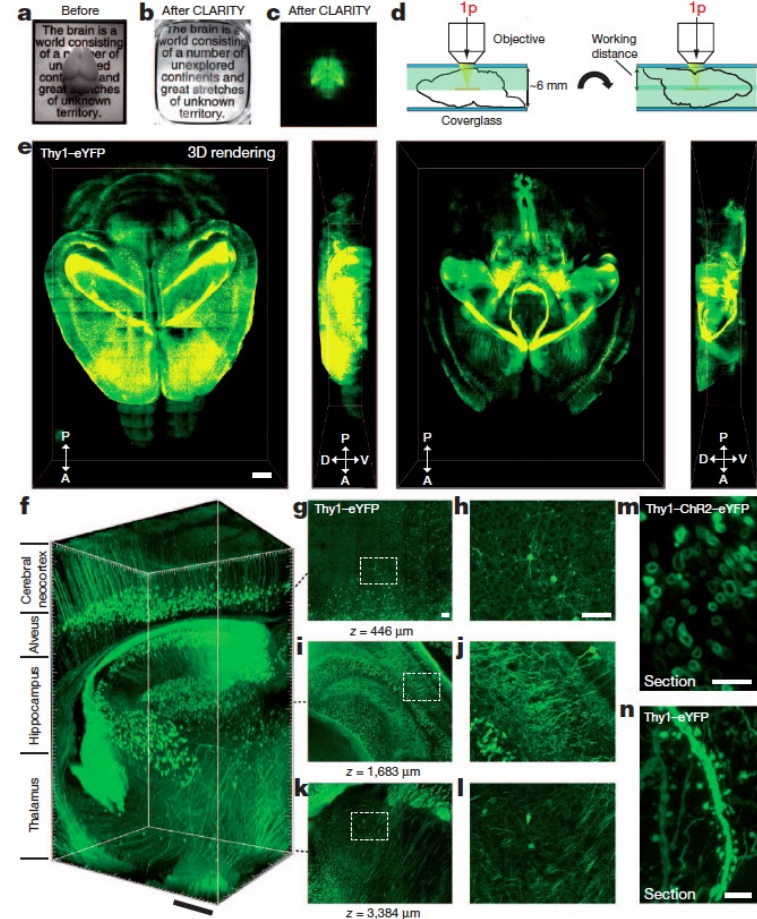 a
Before
The brain is a
world consisting
of a number of
une ed
cont and
great stretches
of unknown
territory.
b
After CLARITY
The brain is a
world consisting
of a number of
unexplored
continents and
great stretches
of unknown
territory.
c
After CLARITY
d
1p
Objective
~6 mm
Coverglass
Working
distance
1p
e
Thy1–eYFP
3D rendering
P
A
P
D V
A
P
A
P
D V
A
f
Cerebral
neocortex
Alveus
Hippocampus
Thalamus
g
Thy1–eYFP
z = 446 µm
h
i
z = 1,683 µm
j
k
z = 3,384 µm
l
m
Thy1–ChR2–eYFP
Section
n
Thy1–eYFP
Section